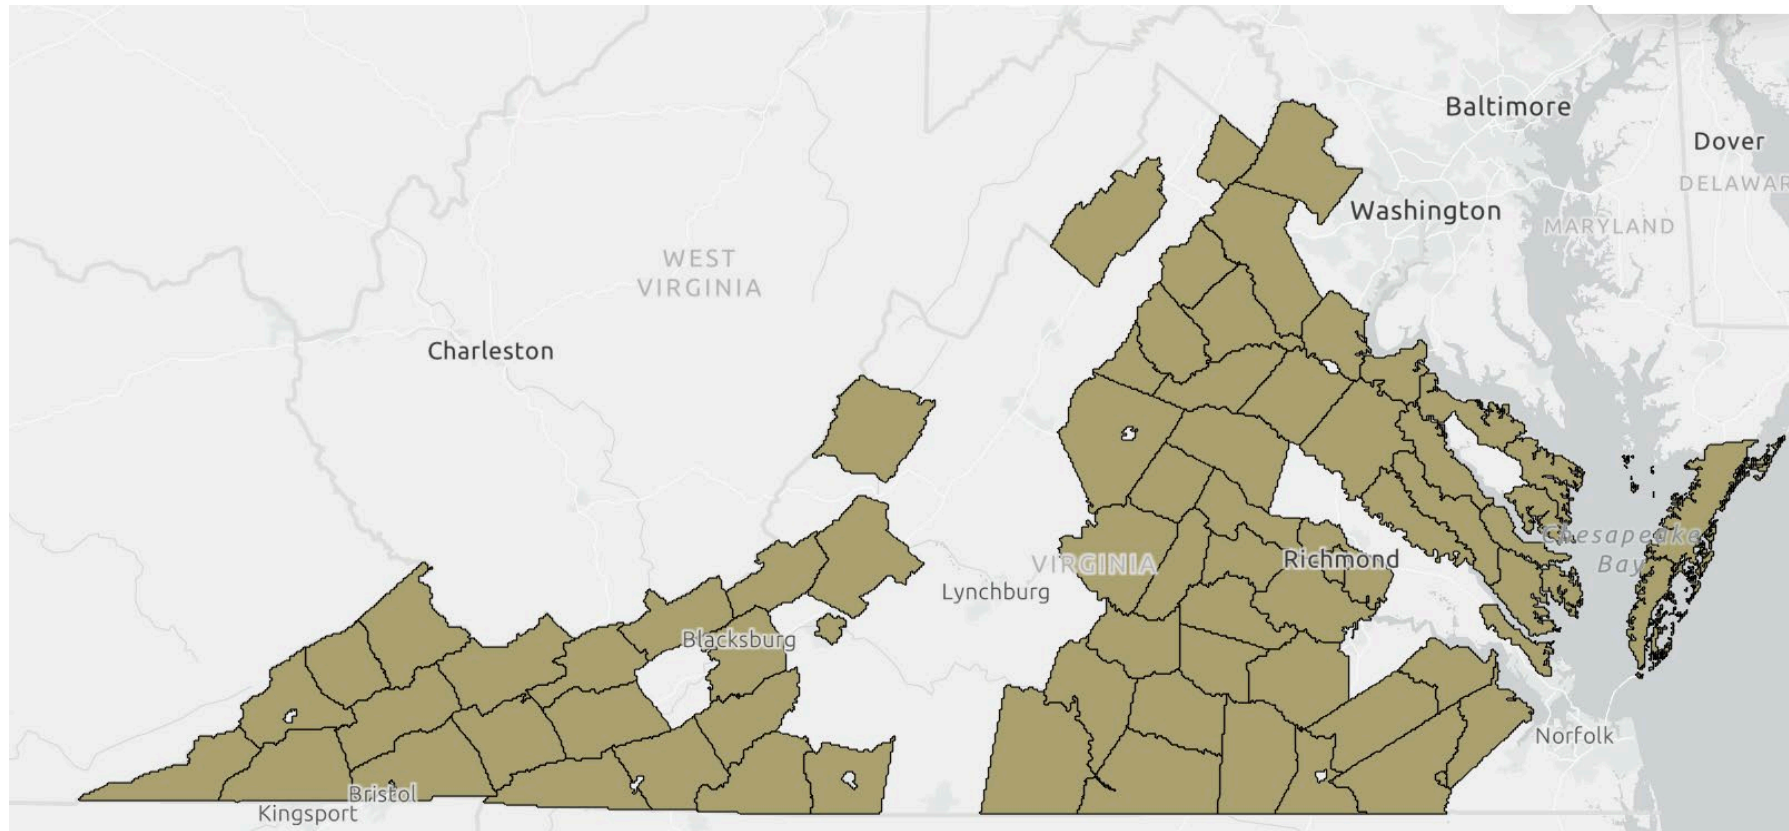 Baltimore
Dover
DELAWAR
Washington
MARYLAND
WEST
VIRGINIA
Charleston
Chesapeake
Bay
VIRGINIA
Richmond
Lynchburg
Blacksburg
Norfolk
Bristol
Kingsport